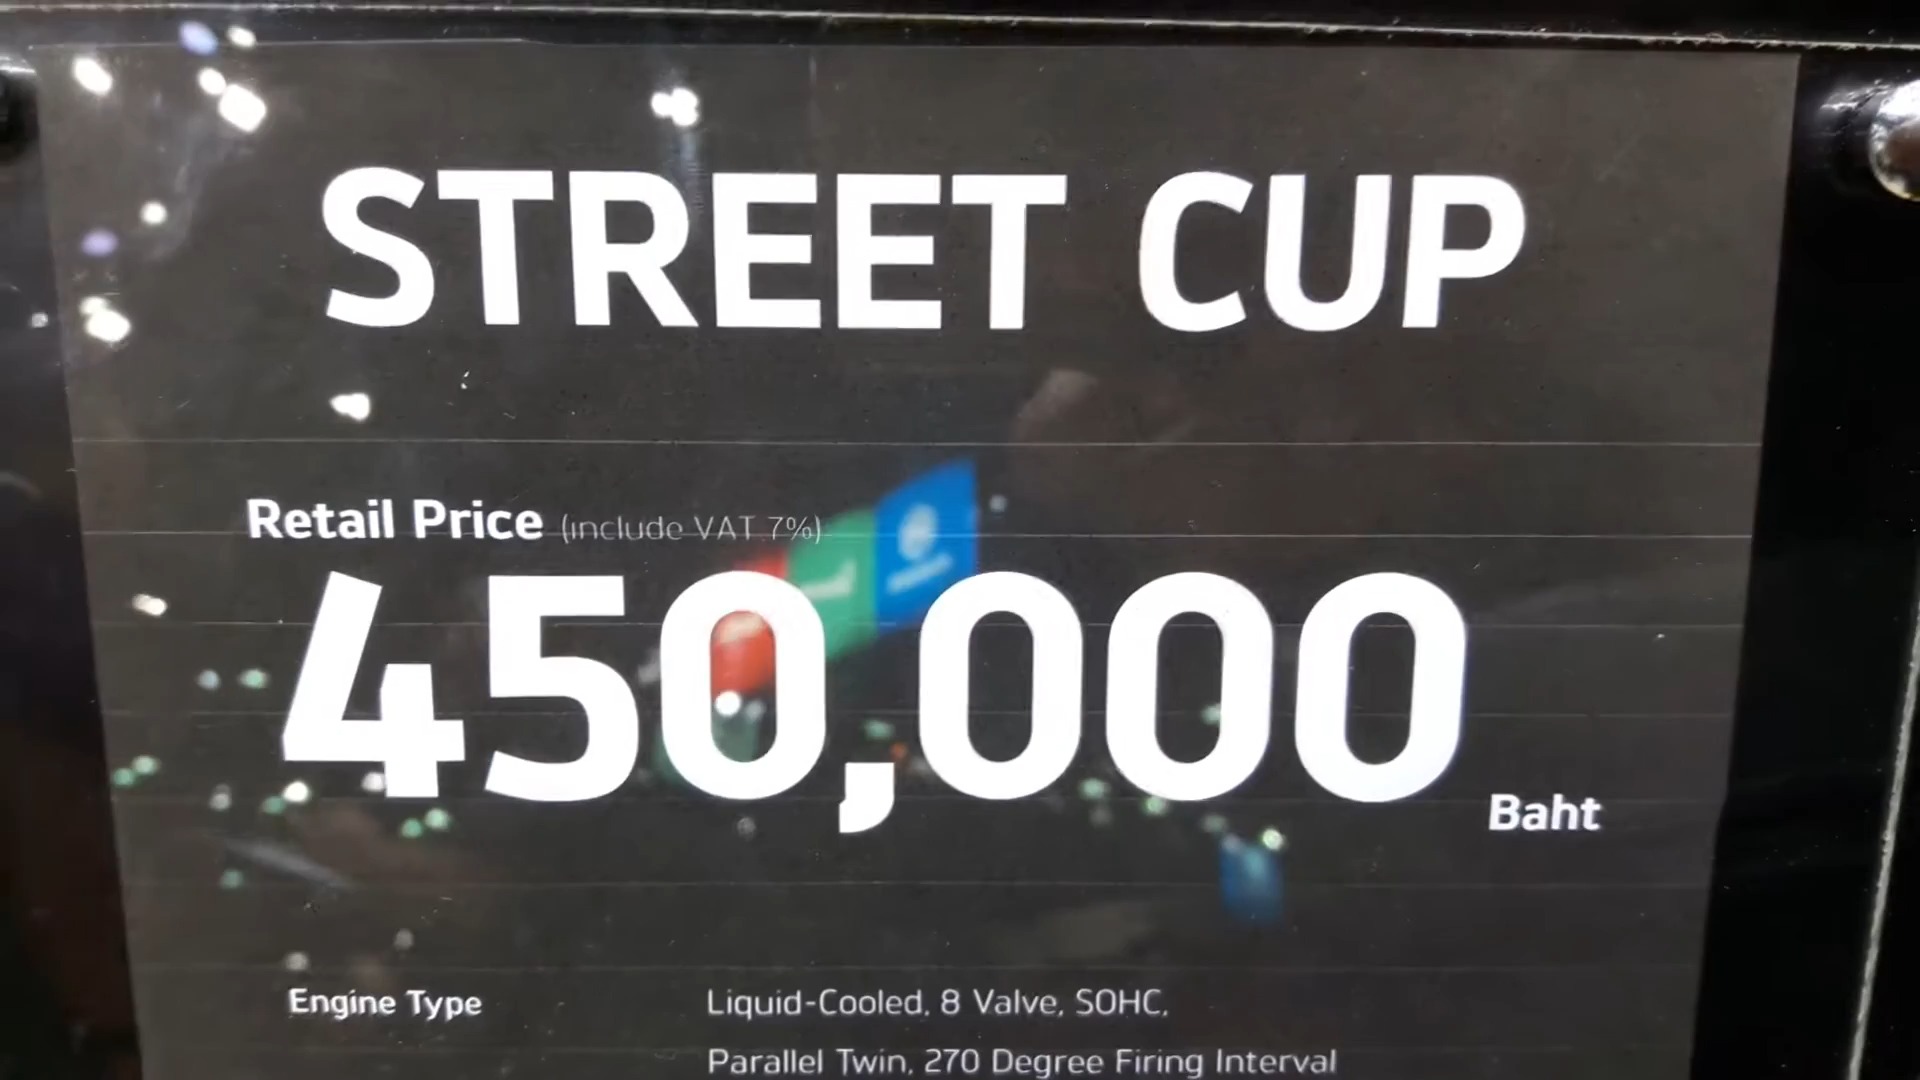 STREET CUP
Retail Price (include VAT 7%)
450,000 Baht
Engine Type Liquid-Cooled, 8 Valve, SOHC,
Parallel Twin, 270 Degree Firing Interval